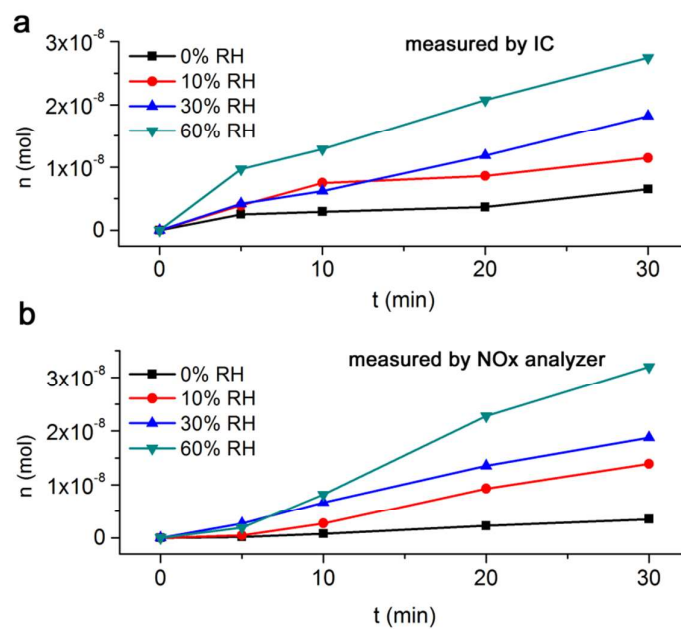 a
measured by IC
0% RH
10% RH
30% RH
60% RH
3x10⁻⁸
2x10⁻⁸
1x10⁻⁸
0
n (mol)
0 10 20 30
t (min)
b
measured by NOx analyzer
0% RH
10% RH
30% RH
60% RH
3x10⁻⁸
2x10⁻⁸
1x10⁻⁸
0
n (mol)
0 10 20 30
t (min)